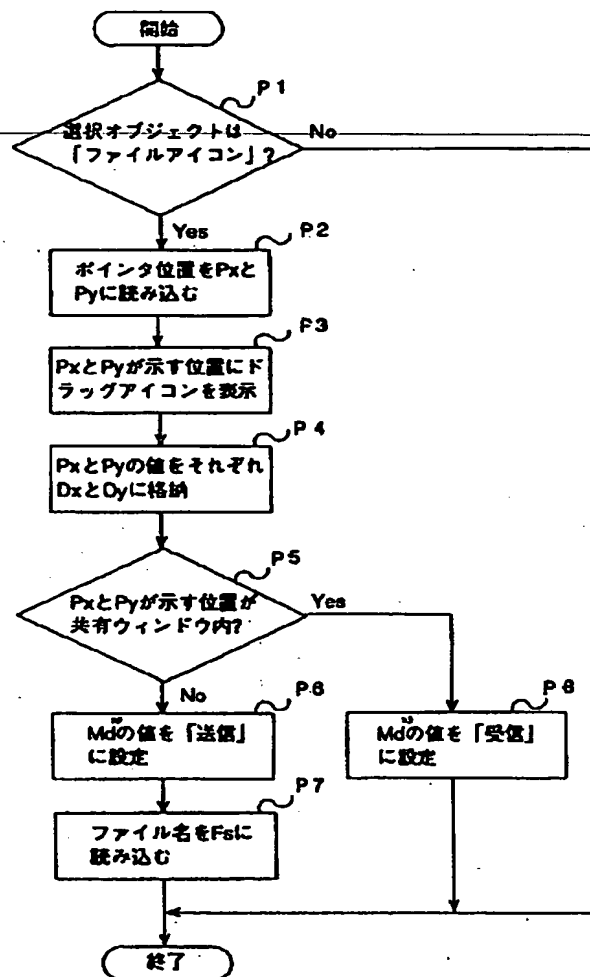 開始
P1
選択オブジェクトは
「ファイルアイコン」?
No
Yes
P2
ポインタ位置をPxと
Pyに読み込む
P3
PxとPyが示す位置にド
ラッグアイコンを表示
P4
PxとPyの値をそれぞれ
DxとDyに格納
P5
PxとPyが示す位置が
共有ウィンドウ内?
Yes
No
P6
Mdの値を「送信」
に設定
P8
Mdの値を「受信」
に設定
P7
ファイル名をFsに
読み込む
終了